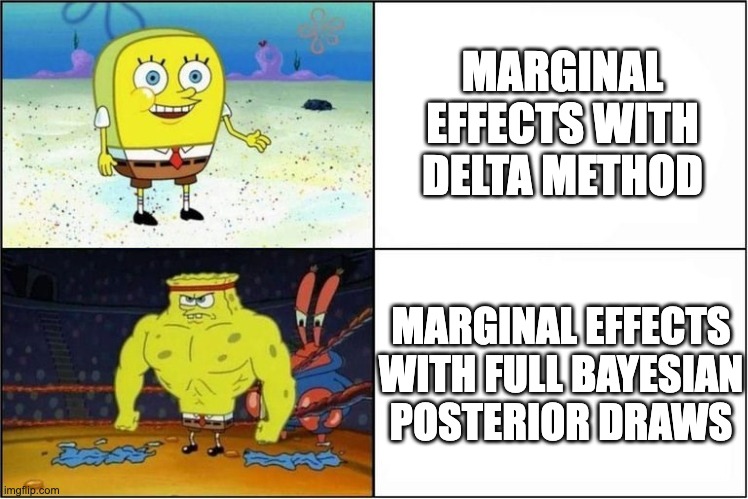 MARGINAL
EFFECTS WITH
DELTA METHOD
MARGINAL EFFECTS
WITH FULL BAYESIAN
POSTERIOR DRAWS
imgflip.com